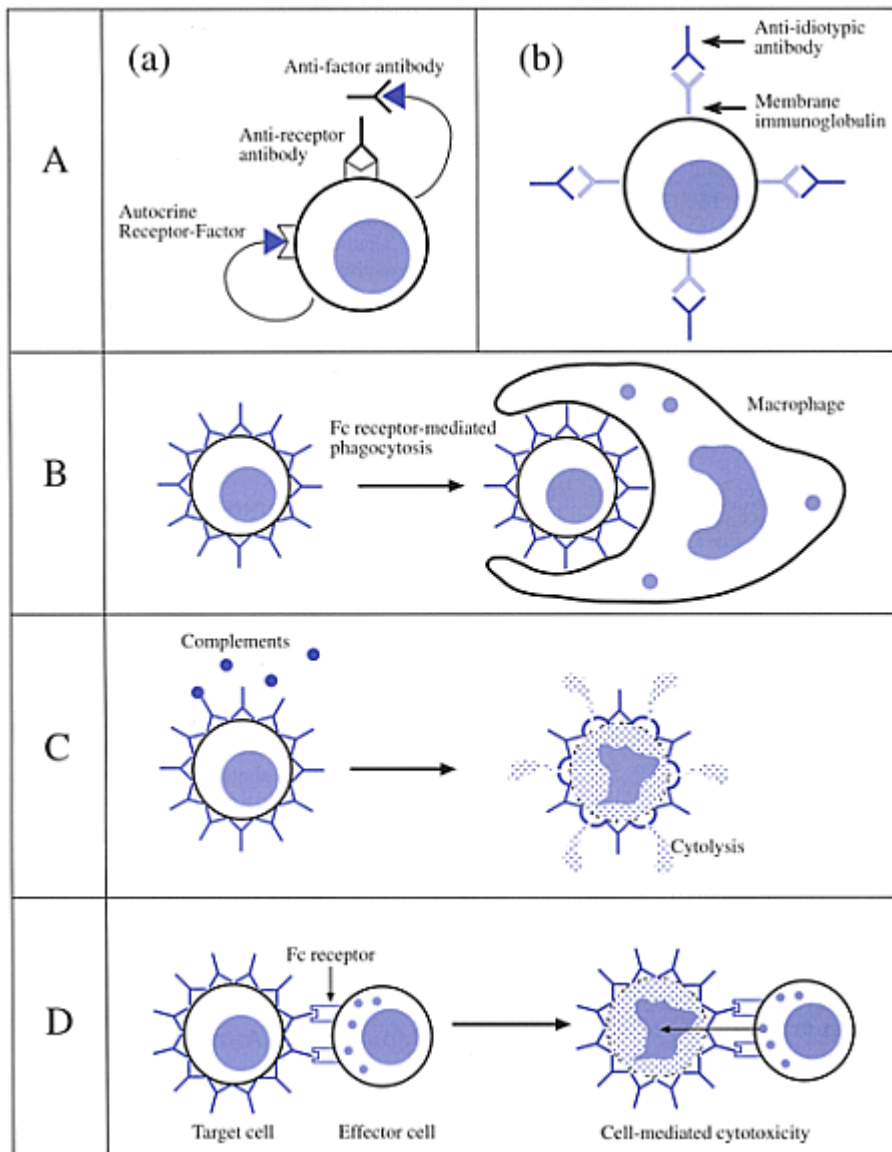 A
(a)
Anti-factor antibody
Anti-receptor
antibody
Autocrine
Receptor-Factor
(b)
Anti-idiotypic
antibody
Membrane
immunoglobulin
B
Fc receptor-mediated
phagocytosis
Macrophage
C
Complements
Cytolysis
D
Fc receptor
Target cell
Effector cell
Cell-mediated cytotoxicity